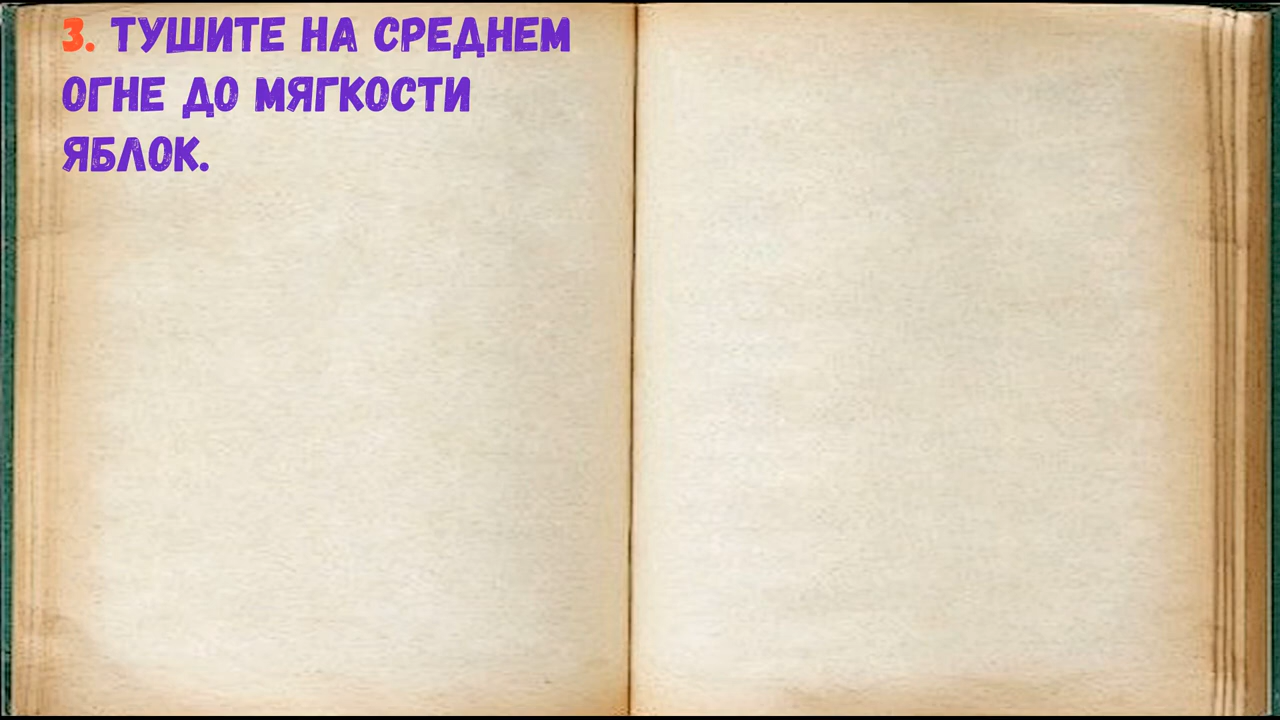 3. ТУШИТЕ НА СРЕДНЕМ
ОГНЕ ДО МЯГКОСТИ
ЯБЛОК.